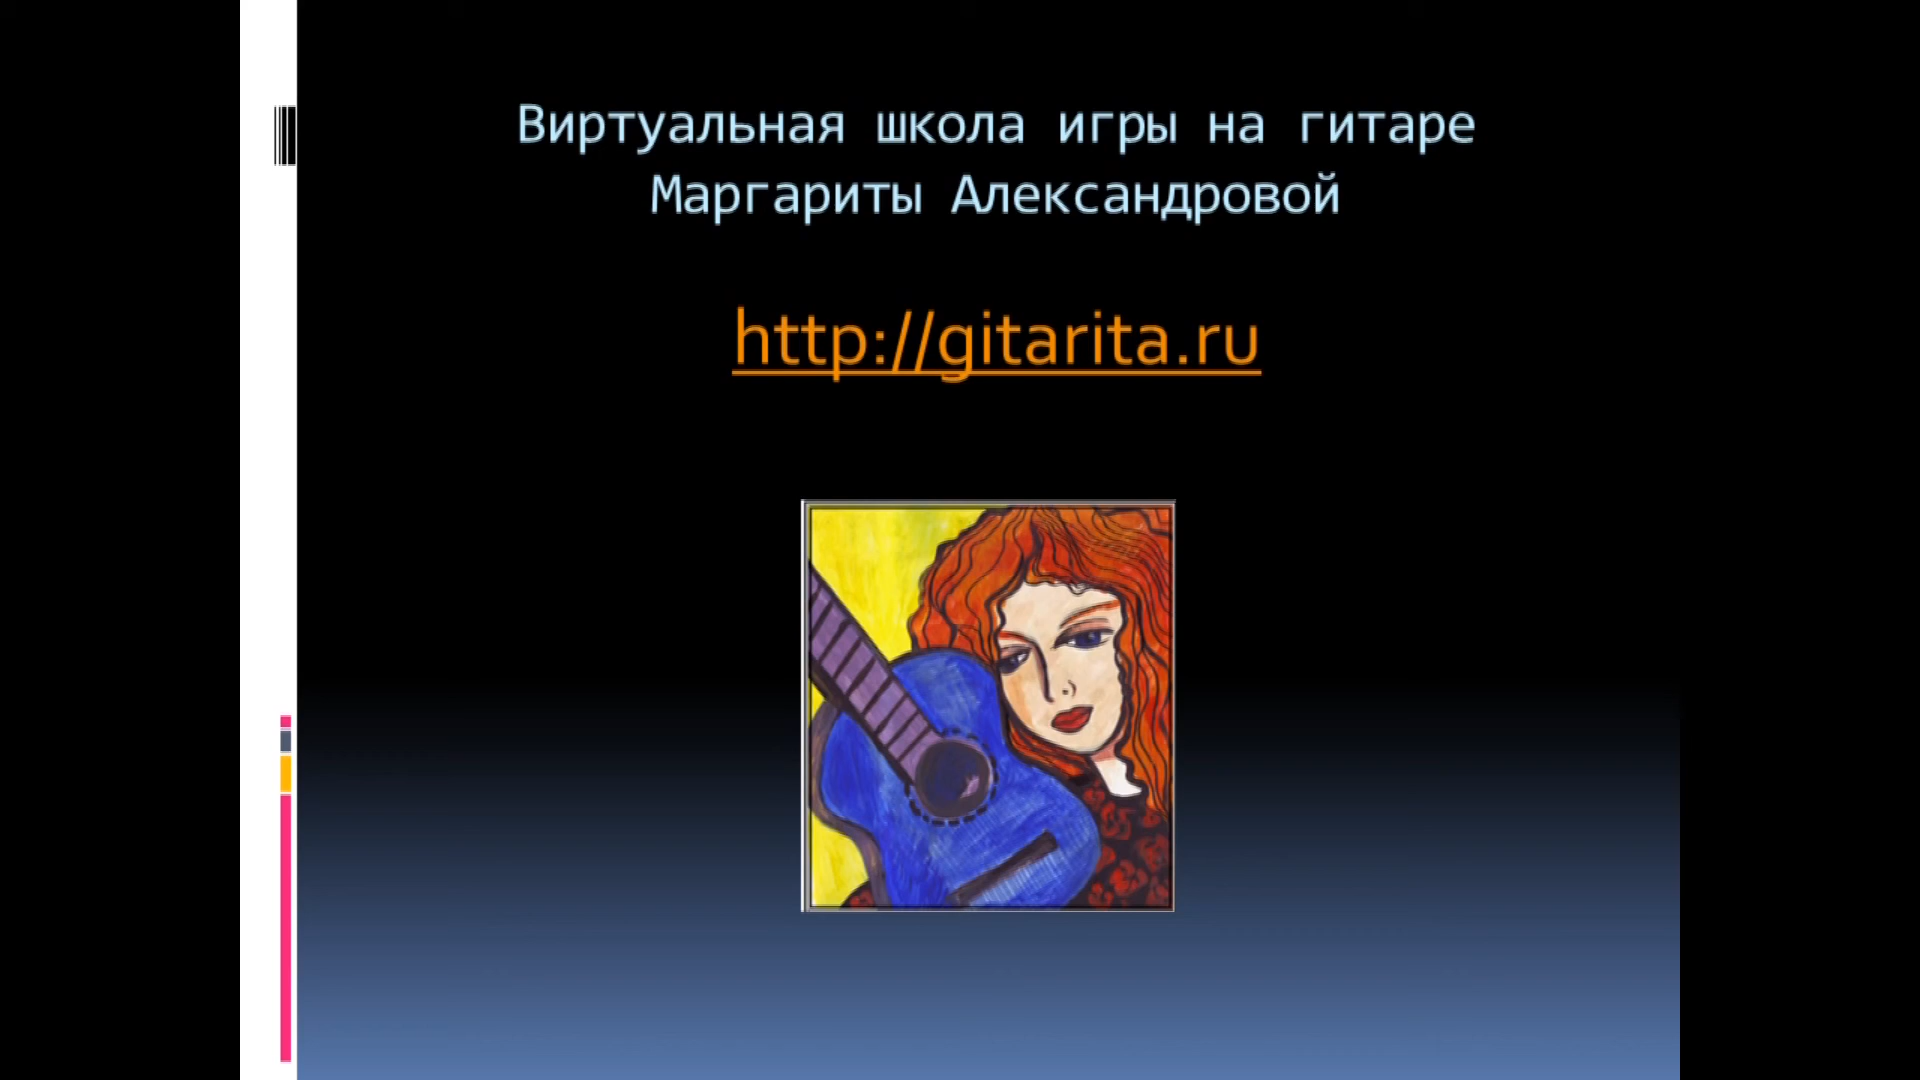 Виртуальная школа игры на гитаре
Маргариты Александровой
http://gitarita.ru